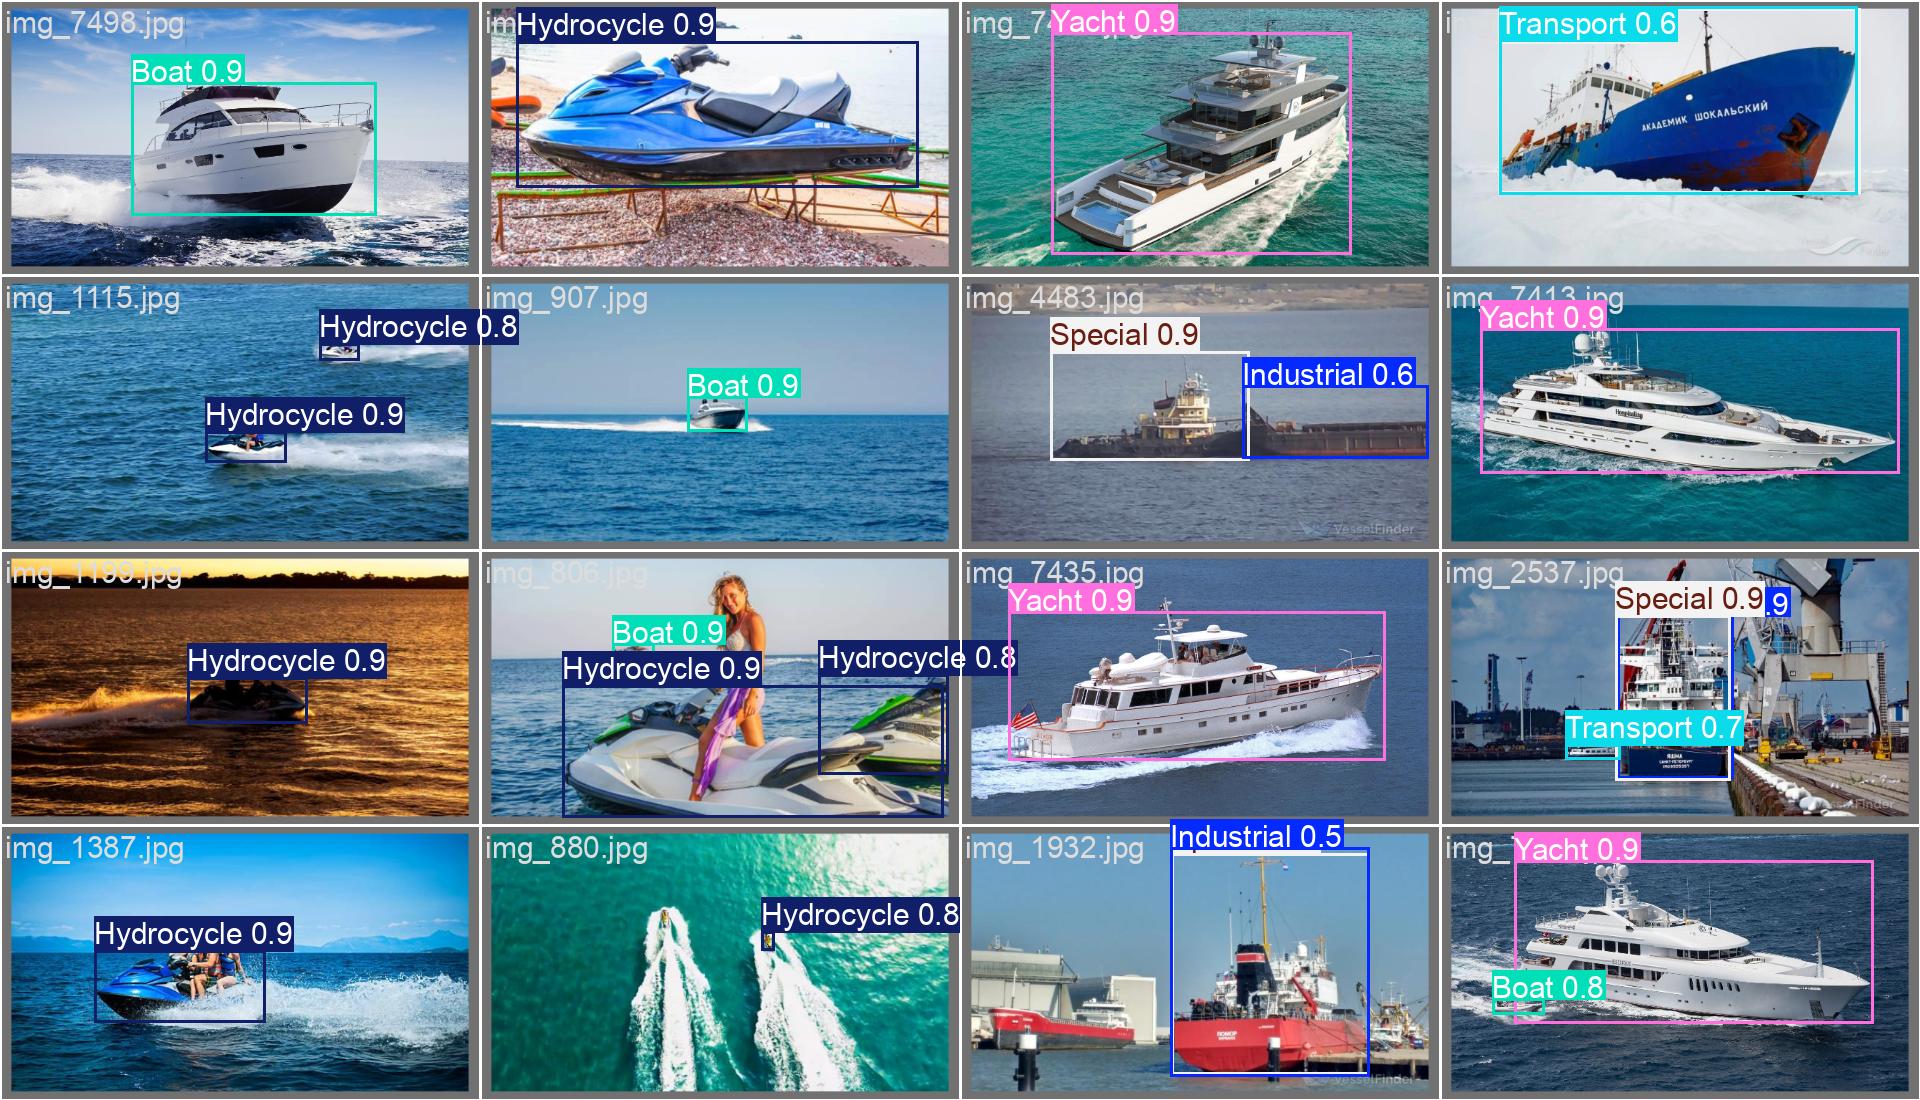 img_7498.jpg
Boat 0.9
Hydrocycle 0.9
Yacht 0.9
Transport 0.6
АКАДЕМИК ШОКАЛЬСКИЙ
img_1115.jpg
Hydrocycle 0.8
Hydrocycle 0.9
img_907.jpg
Boat 0.9
img_4483.jpg
Special 0.9
Industrial 0.6
VesselFinder
img_7413.jpg
Yacht 0.9
img_1199.jpg
Hydrocycle 0.9
img_806.jpg
Boat 0.9
Hydrocycle 0.9
Hydrocycle 0.8
img_7435.jpg
Yacht 0.9
img_2537.jpg
Special 0.9
.9
Transport 0.7
VesselFinder
img_1387.jpg
Hydrocycle 0.9
img_880.jpg
Hydrocycle 0.8
img_1932.jpg
Industrial 0.5
ПОМОР
VesselFinder
img_
Yacht 0.9
Boat 0.8